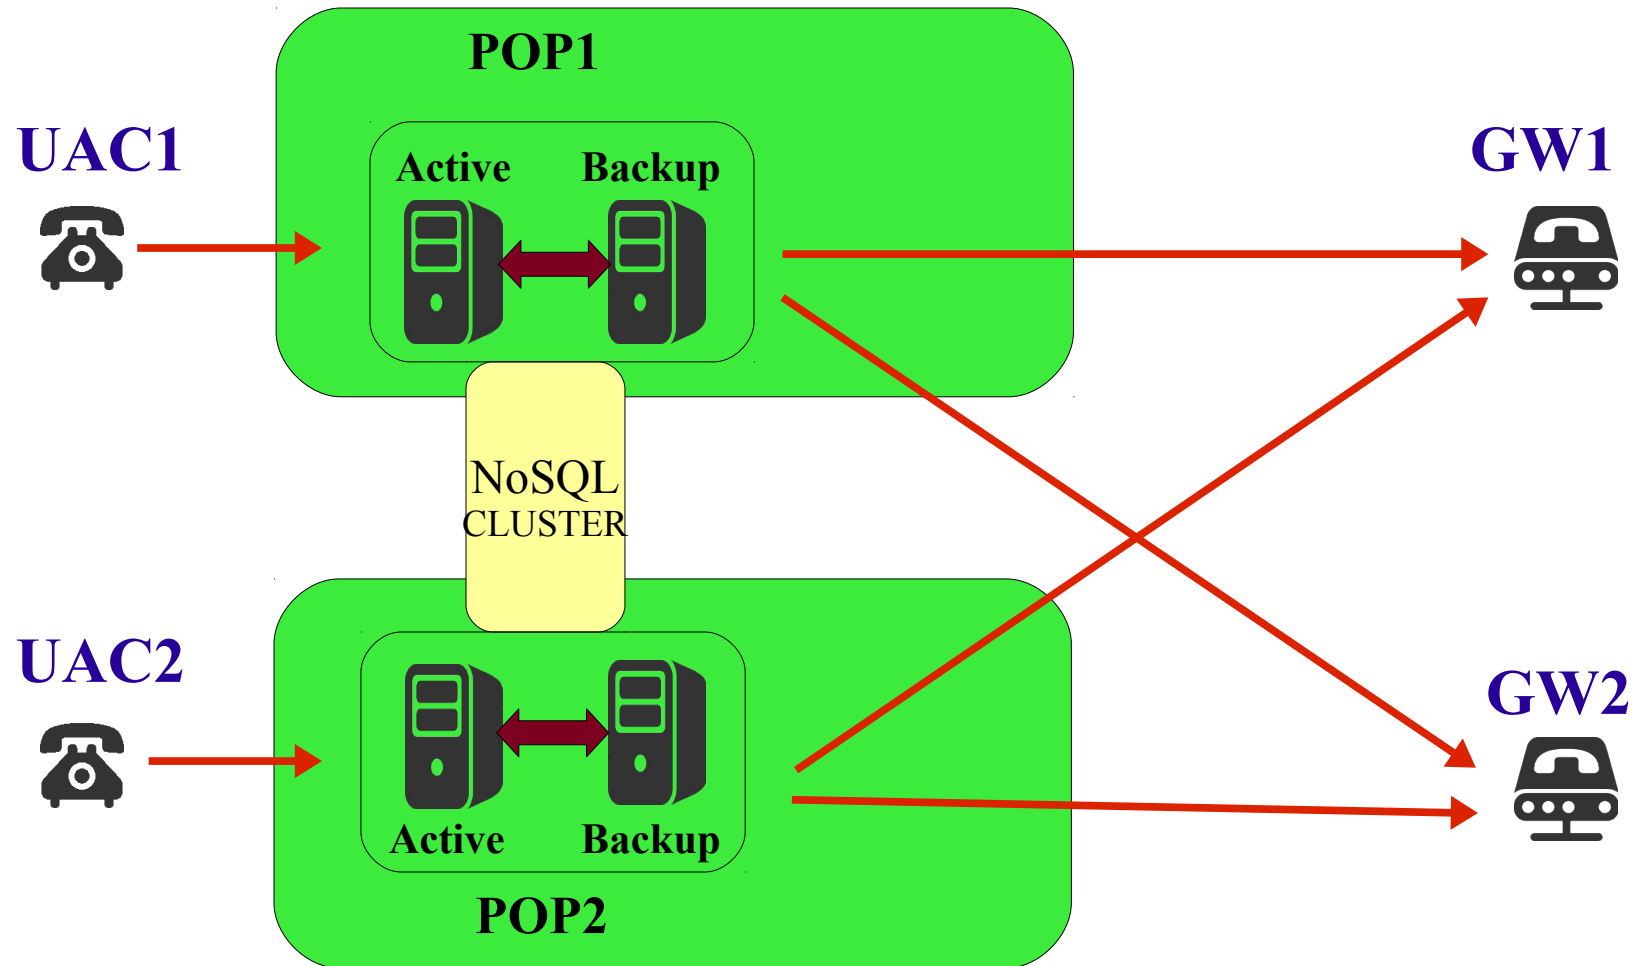 POP1
UAC1
GW1
Active Backup
NoSQL
CLUSTER
UAC2
GW2
Active Backup
POP2